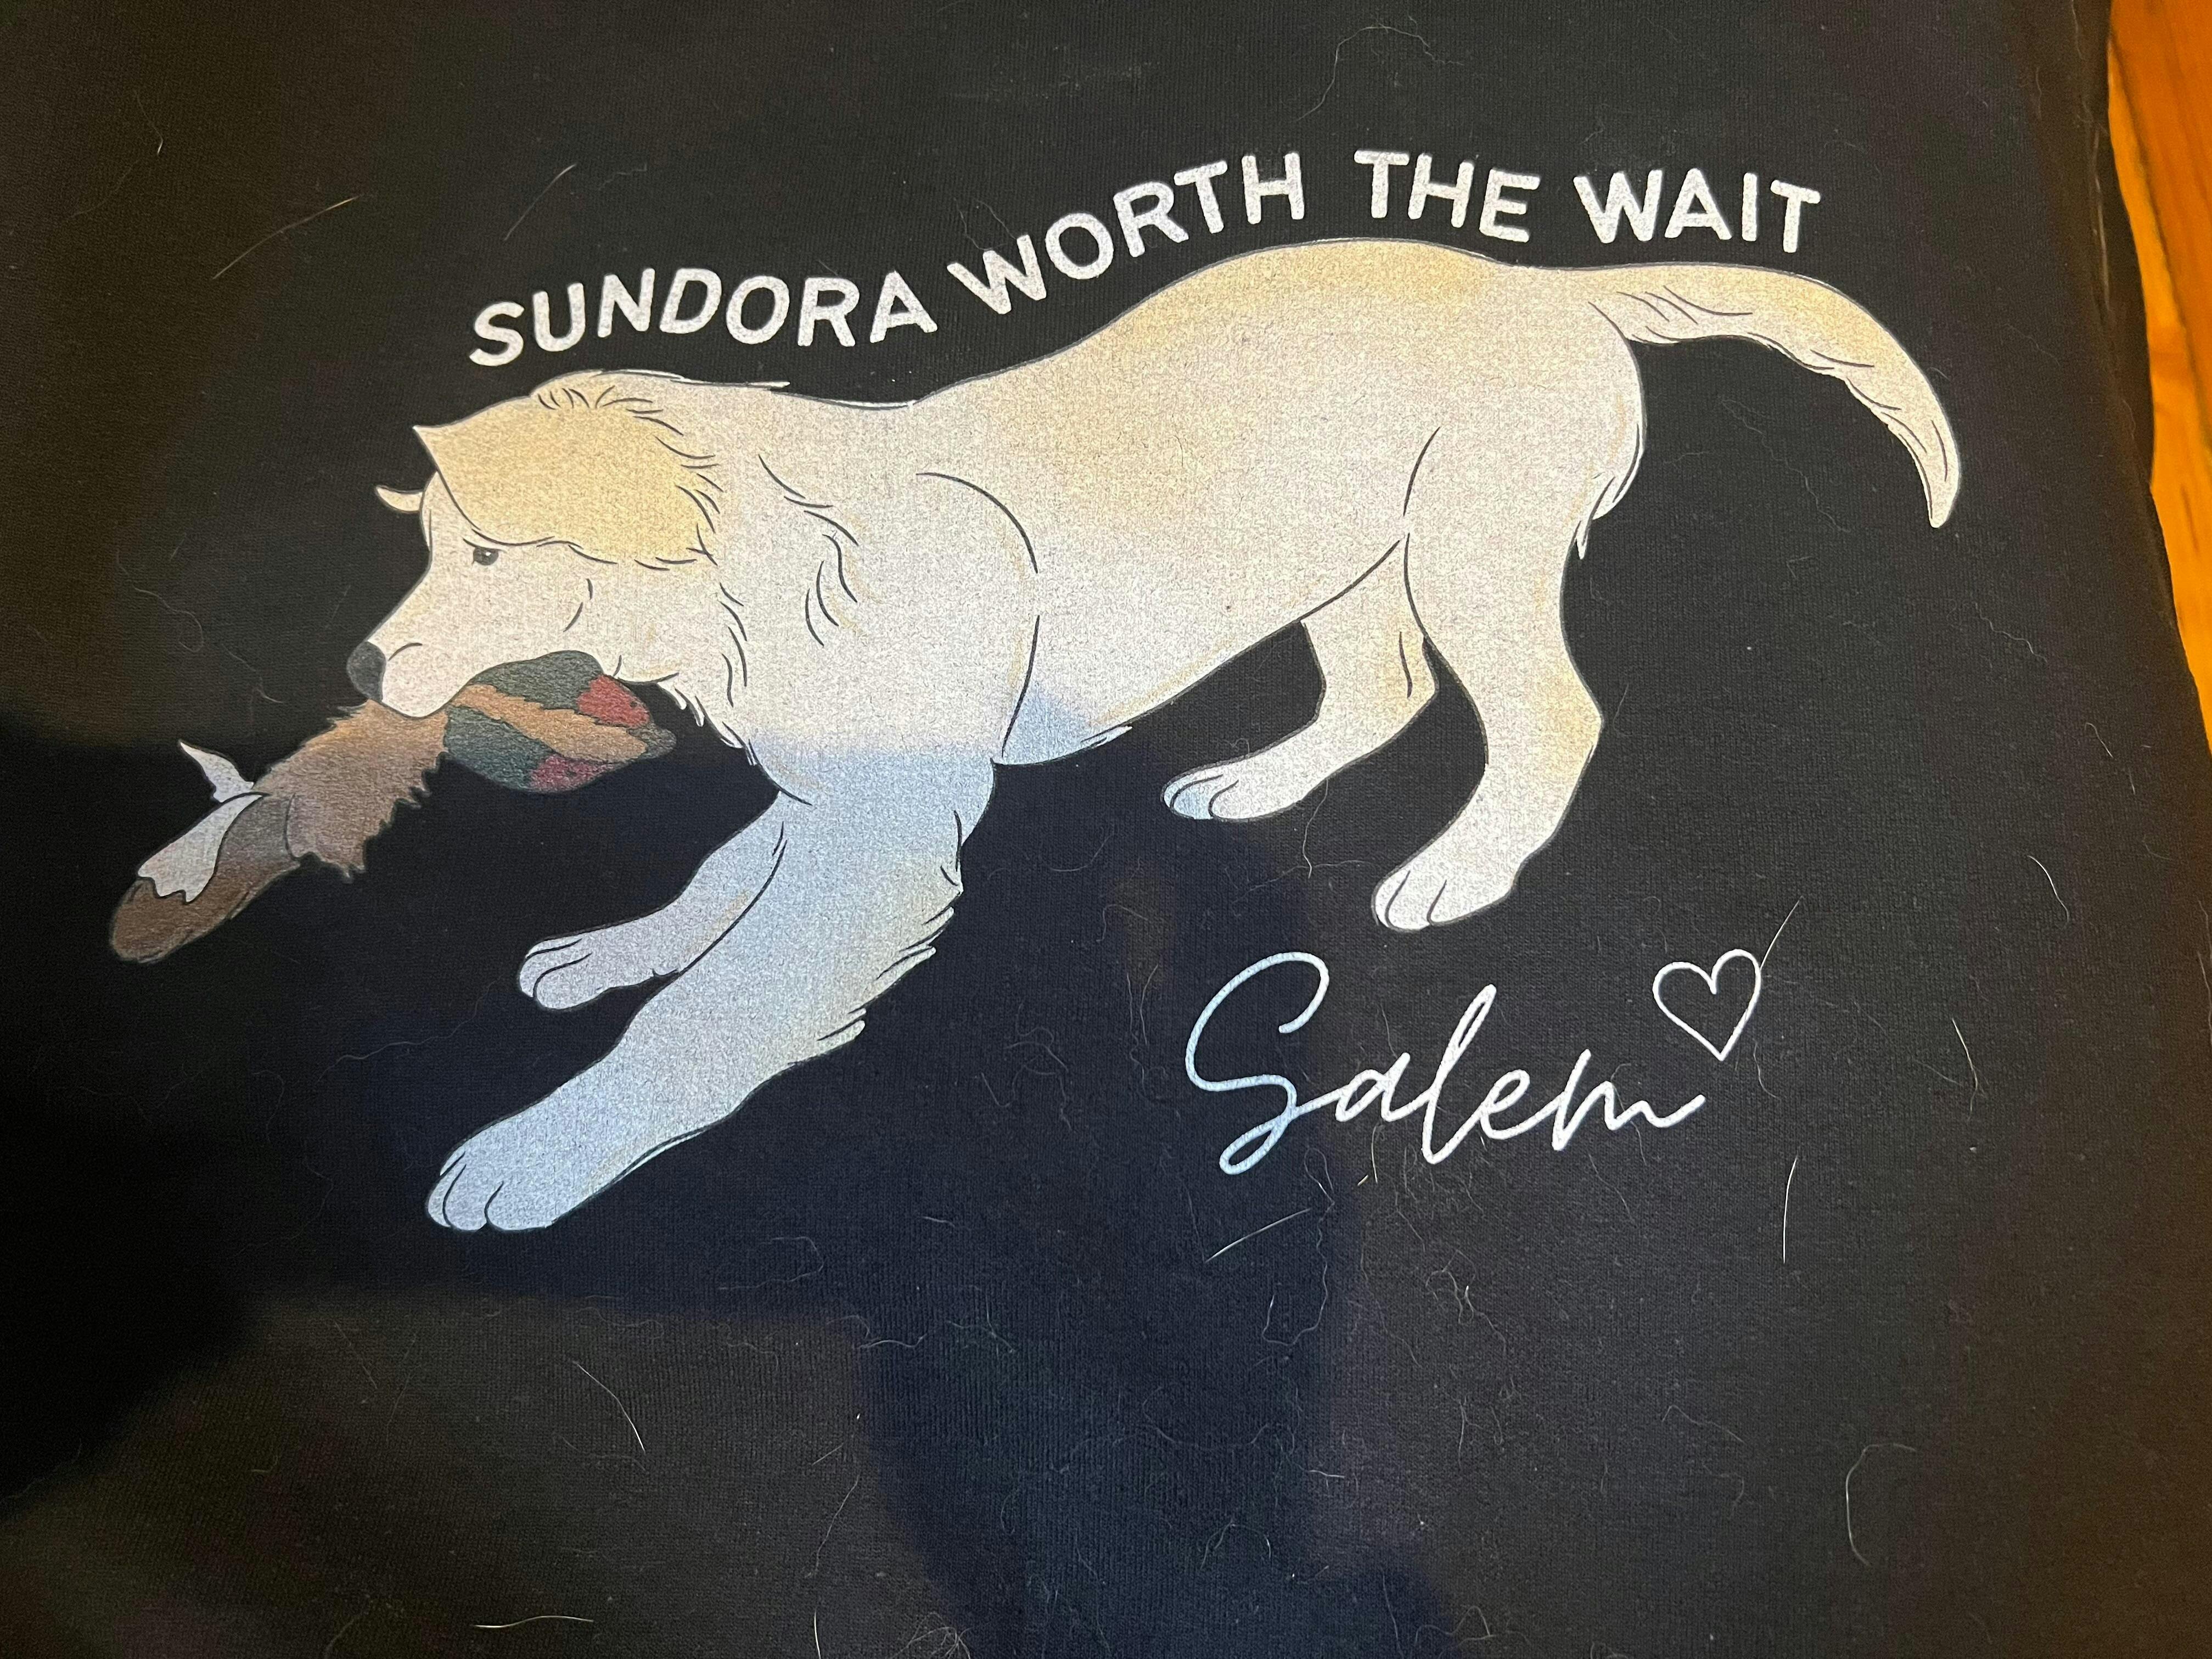 SUNDORA WORTH THE WAIT
Salem